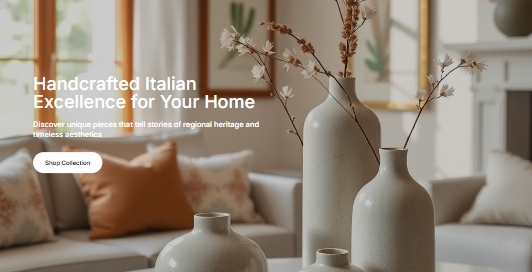 Handcrafted Italian
Excellence for Your Home
Discover unique pieces that tell stories of regional heritage and
timeless aesthetics
Shop Collection